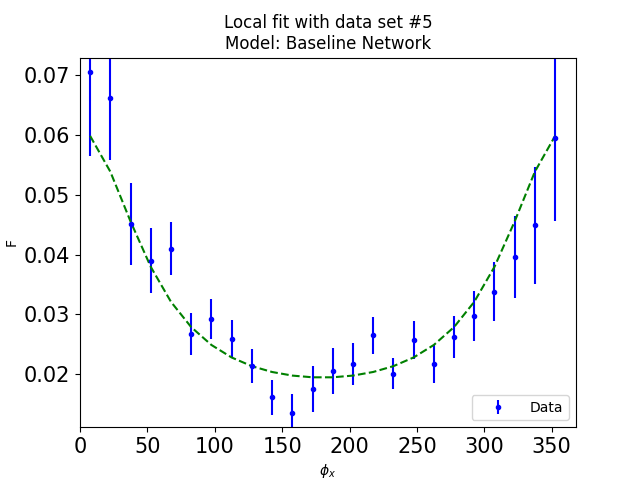 Local fit with data set #5
Model: Baseline Network
0.07
0.06
0.05
0.04
0.03
0.02
F
0 50 100 150 200 250 300 350
ϕx
Data